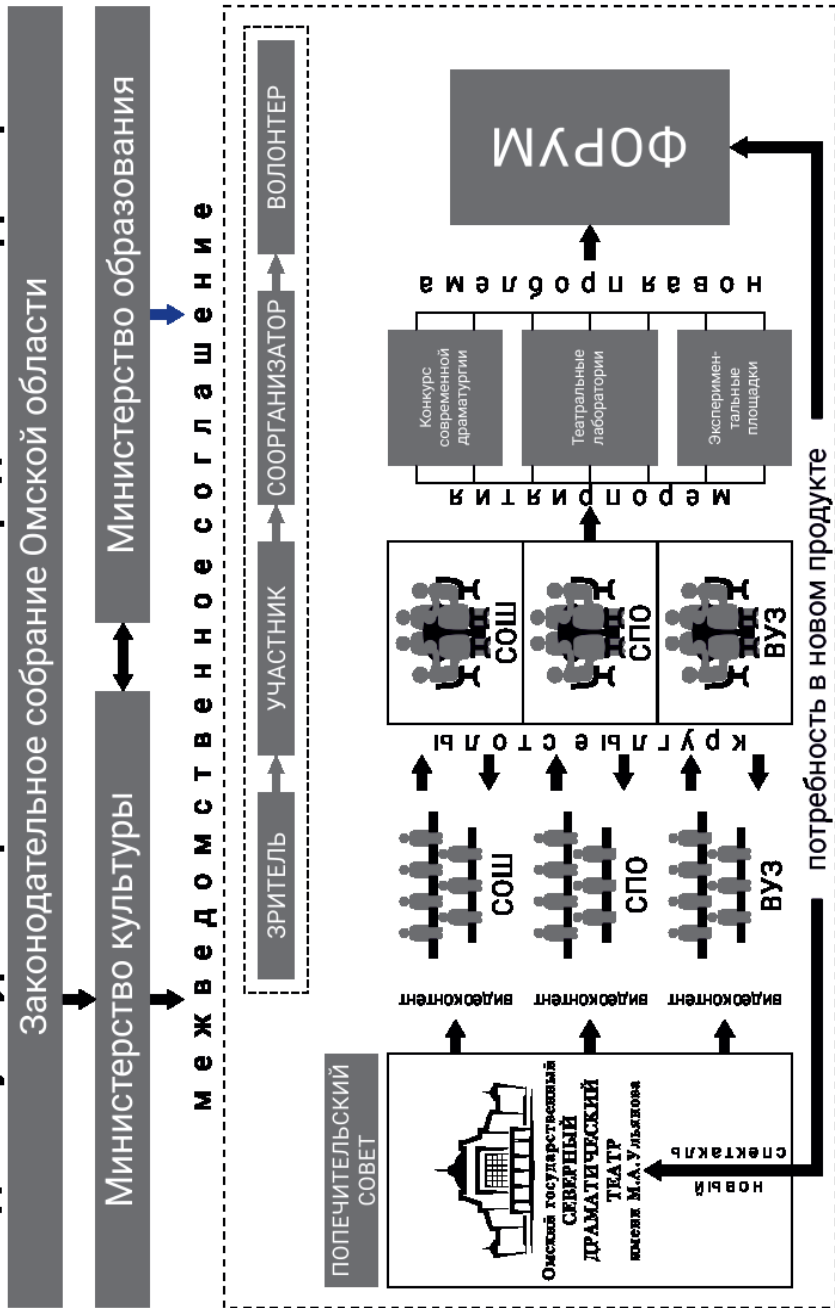 Законодательное собрание Омской области
Министерство культуры
Министерство образования
межведомственное соглашение
ЗРИТЕЛЬ
УЧАСТНИК
СООРГАНИЗАТОР
ВОЛОНТЕР
ПОПЕЧИТЕЛЬСКИЙ
СОВЕТ
Омский государственный
СЕВЕРНЫЙ
ДРАМАТИЧЕСКИЙ
ТЕАТР
имени М.А.Ульянова
новый
спектакль
видеоконтент
видеоконтент
видеоконтент
СОШ
СПО
ВУЗ
круглые столы
СОШ
СПО
ВУЗ
мероприятия
Конкурс
современной
драматургии
Театральные
лаборатории
Эксперимен-
тальные
площадки
новая проблема
ФОРУМ
потребность в новом продукте